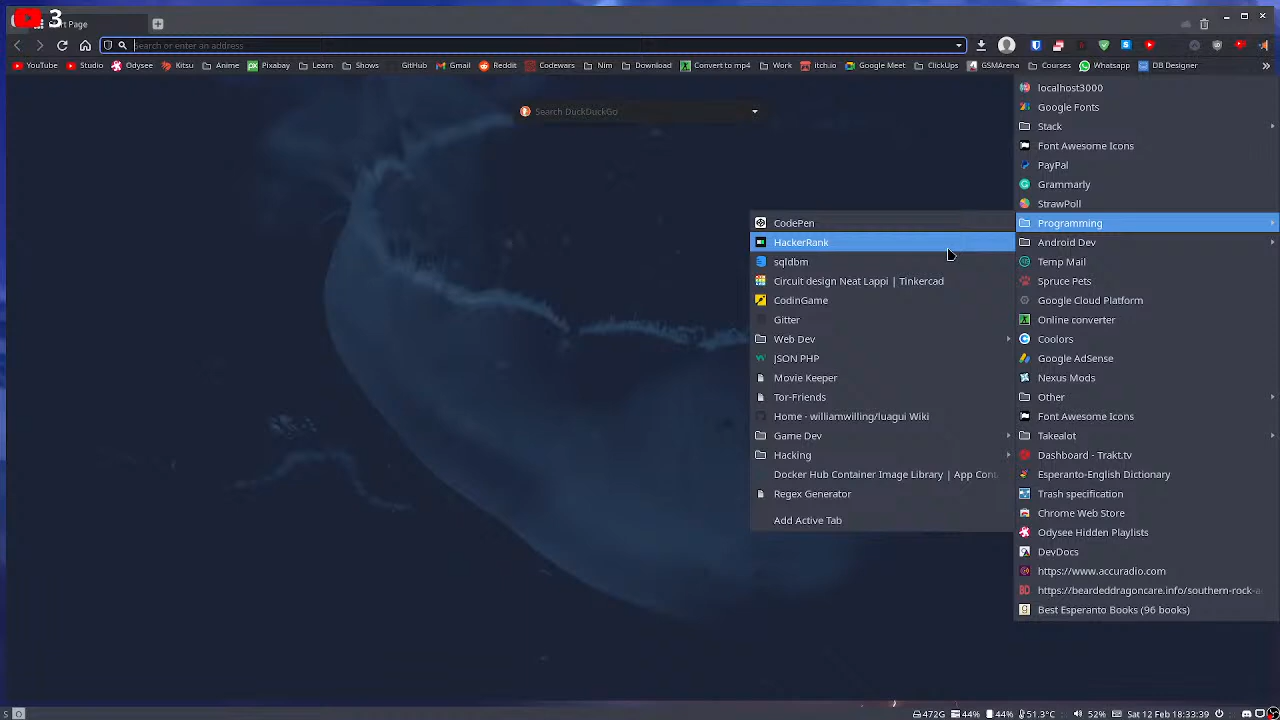 3
rt Page
Search or enter an address
YouTube Studio Odysee Kitsu Anime Pixabay Learn Shows GitHub Gmail Reddit Codewars Nim Download Convert to mp4 Work itch.io Google Meet ClickUps GSMArena Courses Whatsapp DB Designer
Search DuckDuckGo
localhost3000
Google Fonts
Stack
Font Awesome Icons
PayPal
Grammarly
StrawPoll
Programming
Android Dev
Temp Mail
Spruce Pets
Google Cloud Platform
Online converter
Coolors
Google AdSense
Nexus Mods
Other
Font Awesome Icons
Takealot
Dashboard - Trakt.tv
Esperanto-English Dictionary
Trash specification
Chrome Web Store
Odysee Hidden Playlists
DevDocs
https://www.accuradio.com
https://beardeddragoncare.info/southern-rock-a
Best Esperanto Books (96 books)
CodePen
HackerRank
sqldbm
Circuit design Neat Lappi | Tinkercad
CodinGame
Gitter
Web Dev
JSON PHP
Movie Keeper
Tor-Friends
Home - williamwilling/luagui Wiki
Game Dev
Hacking
Docker Hub Container Image Library | App Cont
Regex Generator
Add Active Tab
S 472G 44% 44% 51.3°C 52% Sat 12 Feb 18:33:39